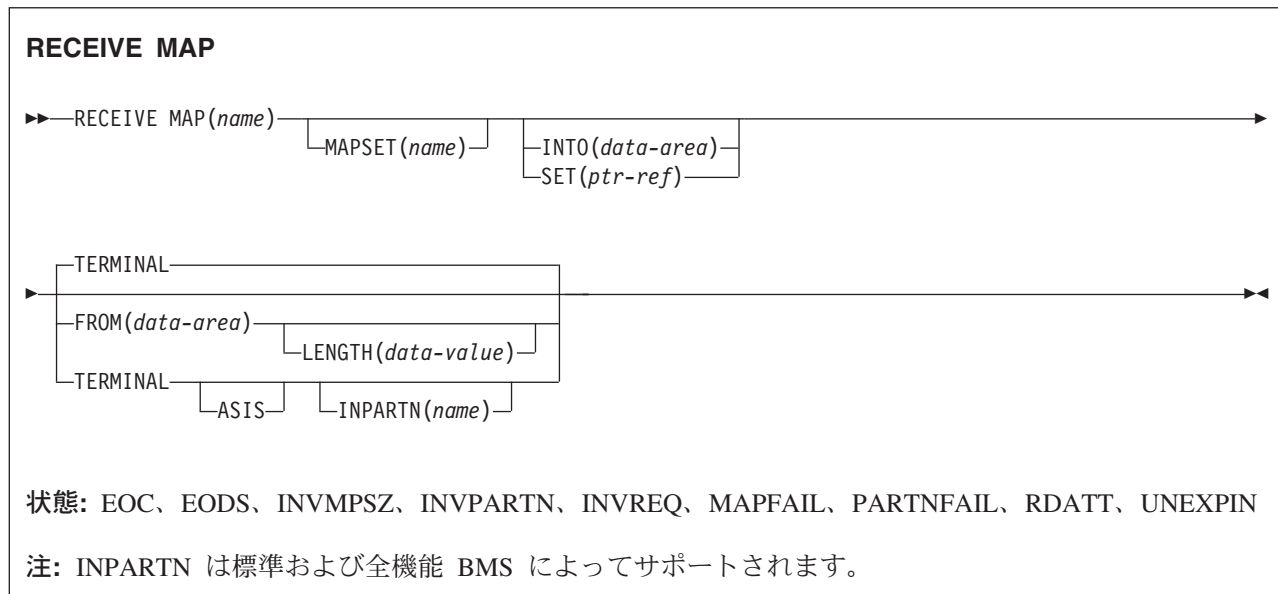 RECEIVE MAP
RECEIVE MAP(name)
MAPSET(name)
INTO(data-area)
SET(ptr-ref)
TERMINAL
FROM(data-area)
LENGTH(data-value)
TERMINAL
ASIS
INPARTN(name)
状態: EOC、EODS、INVMPSZ、INVPARTN、INVREQ、MAPFAIL、PARTNFAIL、RDATT、UNEXPIN
注: INPARTN は標準および全機能 BMS によってサポートされます。